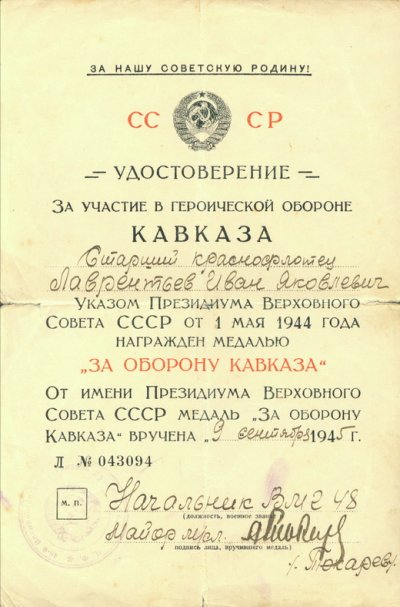 ЗА НАШУ СОВЕТСКУЮ РОДИНУ!
СС СР
УДОСТОВЕРЕНИЕ
ЗА УЧАСТИЕ В ГЕРОИЧЕСКОЙ ОБОРОНЕ
КАВКАЗА
Старший краснофлотец
Лаврентьев Иван Яковлевич
УКАЗОМ ПРЕЗИДИУМА ВЕРХОВНОГО
СОВЕТА СССР ОТ 1 МАЯ 1944 ГОДА
НАГРАЖДЕН МЕДАЛЬЮ
„ЗА ОБОРОНУ КАВКАЗА“
ОТ ИМЕНИ ПРЕЗИДИУМА ВЕРХОВНОГО
СОВЕТА СССР МЕДАЛЬ „ЗА ОБОРОНУ
КАВКАЗА“ ВРУЧЕНА „9 сентября 1945 г.
Л № 043094
М. П.
Начальник ВМГ 48
(должность, военное звание)
Майор м/сл.
подпись лица, вручившего медаль)
/Токарев/